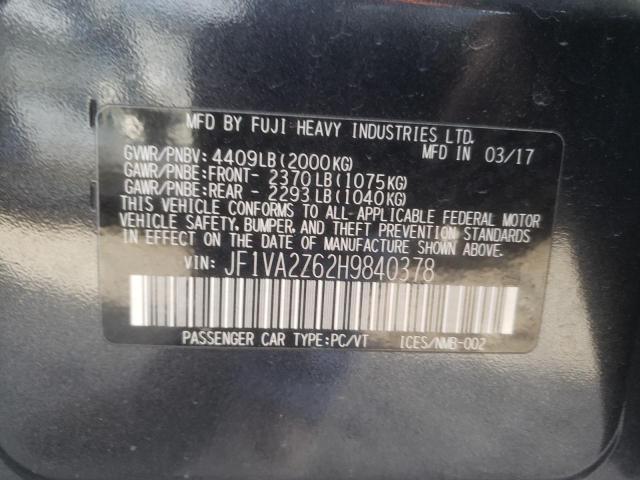 MFD BY FUJI HEAVY INDUSTRIES LTD.
GVWR/PNBV: 4409LB(2000KG) MFD IN 03/17
GAWR/PNBE:FRONT- 2370LB(1075KG)
GAWR/PNBE:REAR - 2293LB(1040KG)
THIS VEHICLE CONFORMS TO ALL-APPLICABLE FEDERAL MOTOR
VEHICLE SAFETY, BUMPER, AND THEFT PREVENTION STANDARDS
IN EFFECT ON THE DATE OF MANUFACTURE SHOWN ABOVE.
VIN: JF1VA2Z62H9840378
PASSENGER CAR TYPE:PC/VT ICES/NMB-002